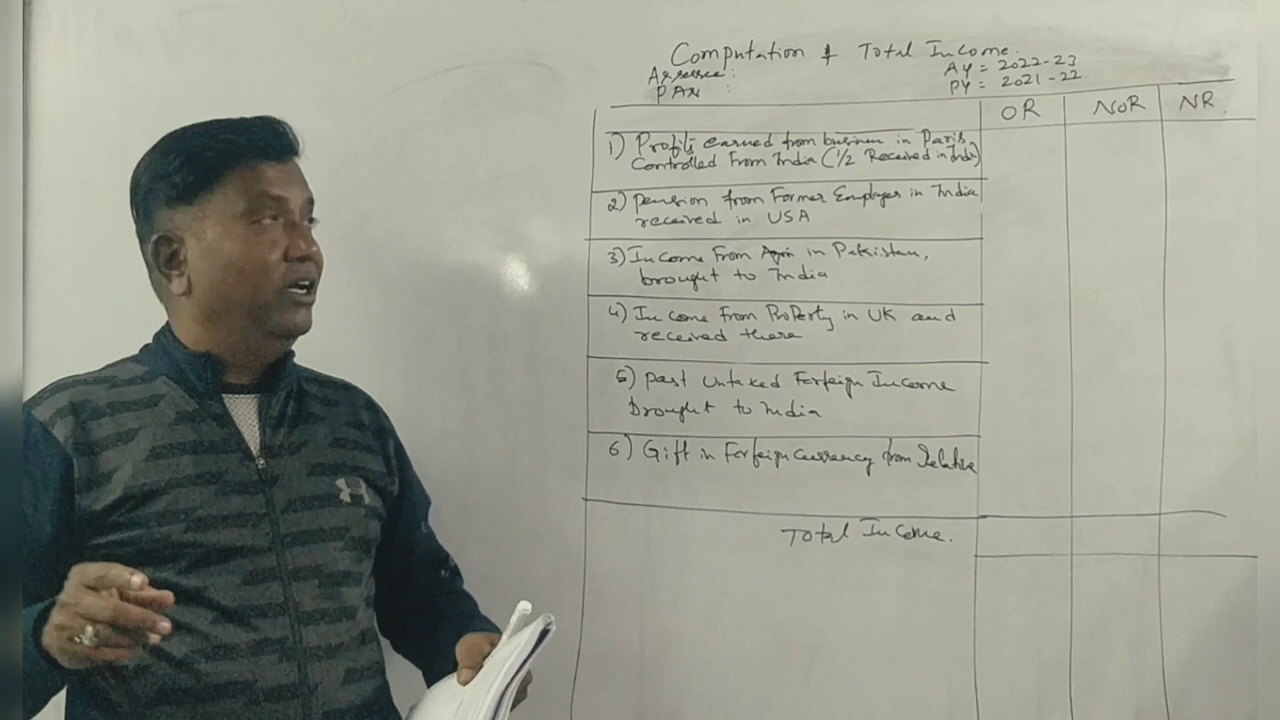 Computation of Total Income.
Assessee :
AY = 2022-23
PAN :
PY = 2021-22
OR NOR NR.
1) Profits earned from business in Paris,
Controlled From India (1/2 Received in India)
2) Pension from Former Employer in India
received in USA
3) Income From Agri in Pakistan,
brought to India
4) Income From Property in UK and
received there
5) Past Untaxed Forfeign Income
Brought to India
6) Gift in Forfeign Currency from Relative
Total Income.